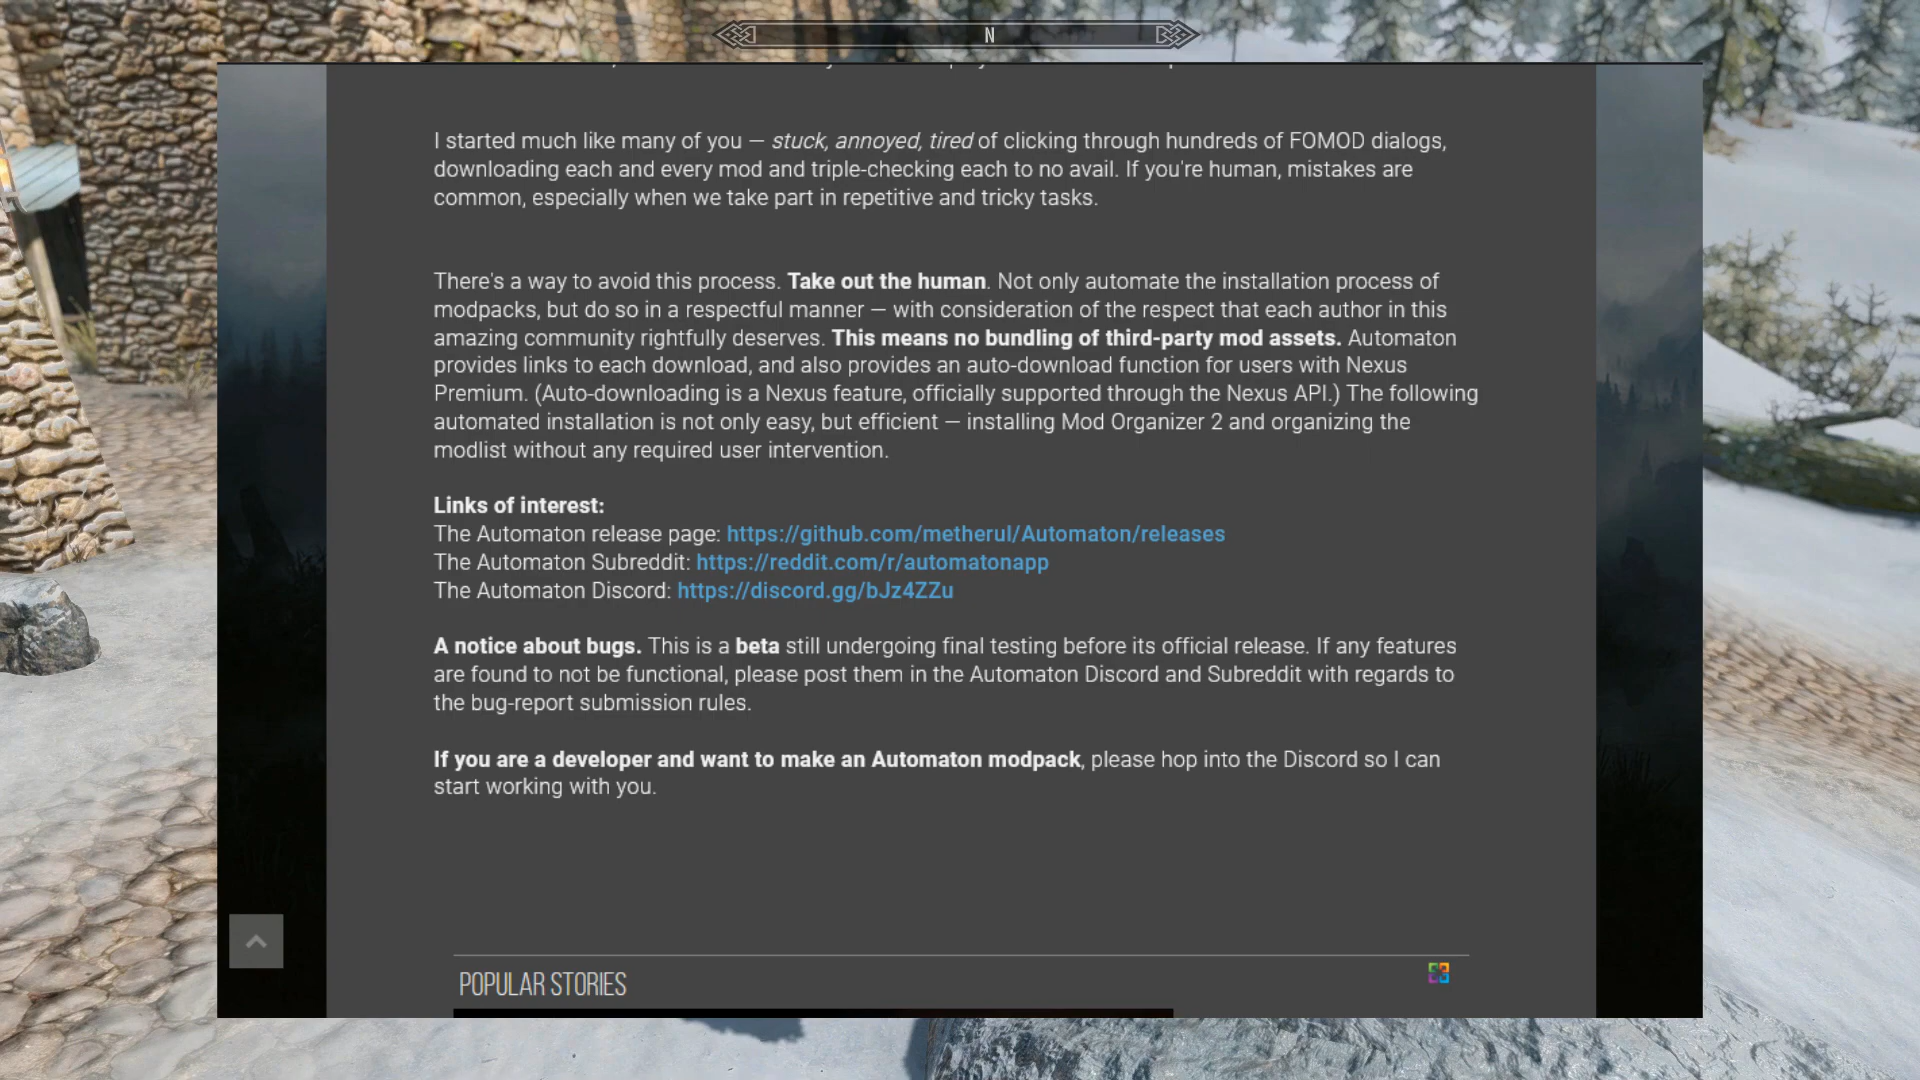 N
I started much like many of you — stuck, annoyed, tired of clicking through hundreds of FOMOD dialogs,
downloading each and every mod and triple-checking each to no avail. If you're human, mistakes are
common, especially when we take part in repetitive and tricky tasks.
There's a way to avoid this process. Take out the human. Not only automate the installation process of
modpacks, but do so in a respectful manner — with consideration of the respect that each author in this
amazing community rightfully deserves. This means no bundling of third-party mod assets. Automaton
provides links to each download, and also provides an auto-download function for users with Nexus
Premium. (Auto-downloading is a Nexus feature, officially supported through the Nexus API.) The following
automated installation is not only easy, but efficient — installing Mod Organizer 2 and organizing the
modlist without any required user intervention.
Links of interest:
The Automaton release page: https://github.com/metherul/Automaton/releases
The Automaton Subreddit: https://reddit.com/r/automatonapp
The Automaton Discord: https://discord.gg/bJz4ZZu
A notice about bugs. This is a beta still undergoing final testing before its official release. If any features
are found to not be functional, please post them in the Automaton Discord and Subreddit with regards to
the bug-report submission rules.
If you are a developer and want to make an Automaton modpack, please hop into the Discord so I can
start working with you.
POPULAR STORIES